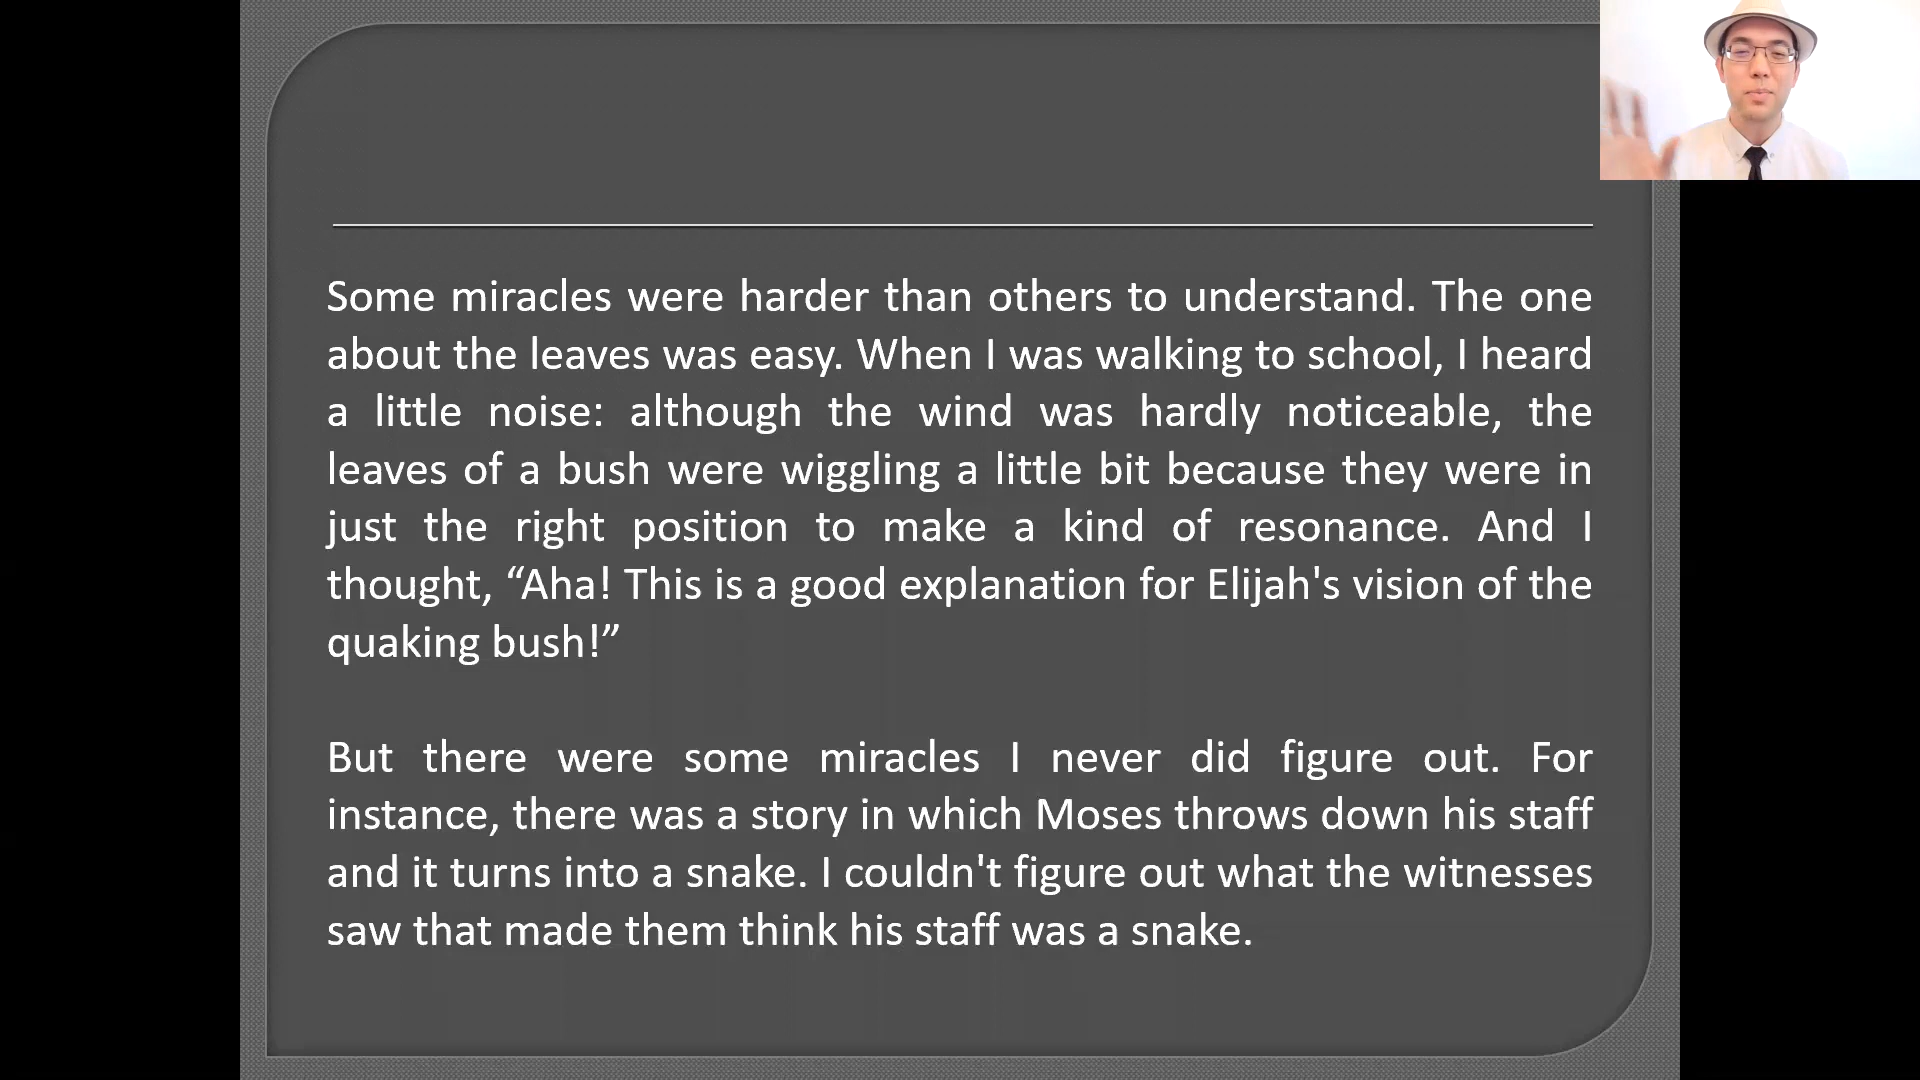 Some miracles were harder than others to understand. The one
about the leaves was easy. When I was walking to school, I heard
a little noise: although the wind was hardly noticeable, the
leaves of a bush were wiggling a little bit because they were in
just the right position to make a kind of resonance. And I
thought, “Aha! This is a good explanation for Elijah's vision of the
quaking bush!”
But there were some miracles I never did figure out. For
instance, there was a story in which Moses throws down his staff
and it turns into a snake. I couldn't figure out what the witnesses
saw that made them think his staff was a snake.